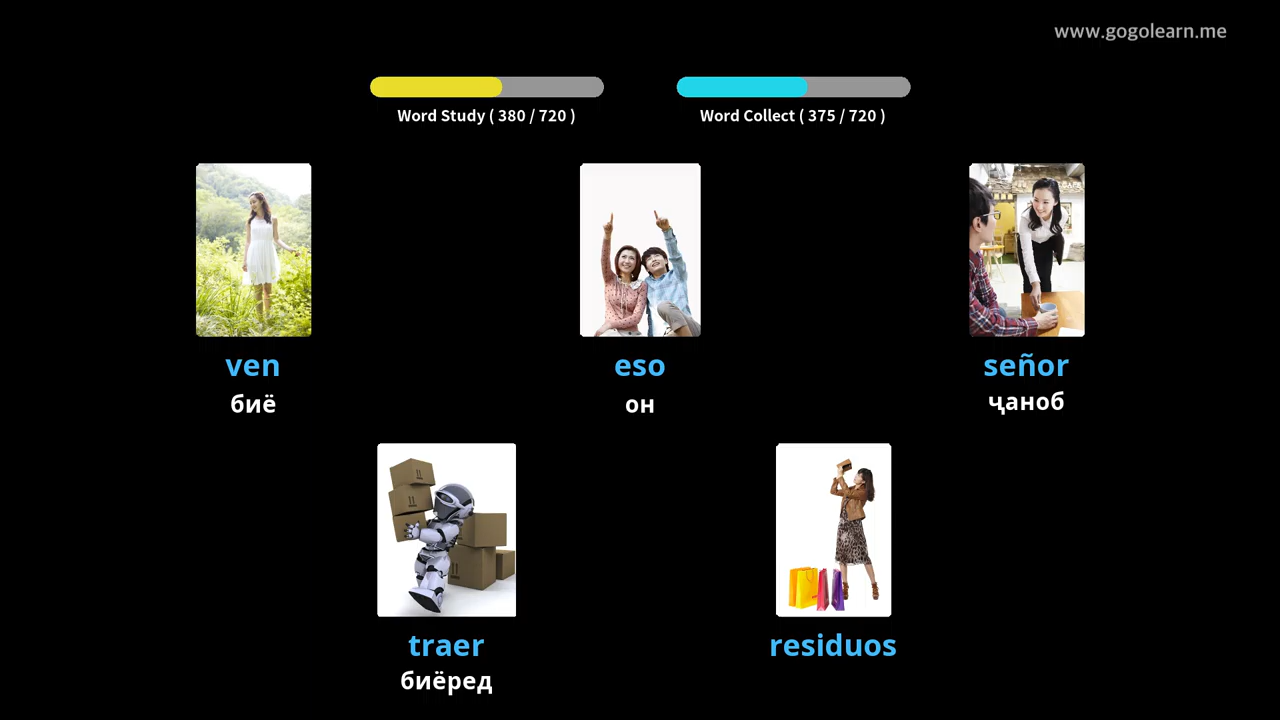 www.gogolearn.me
Word Study ( 380 / 720 )
Word Collect ( 375 / 720 )
ven
eso
señor
биё
он
ҷаноб
traer
residuos
биёред